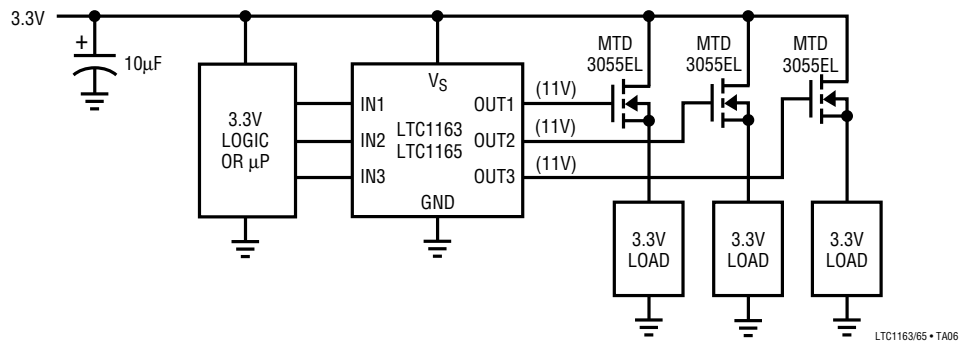 3.3V
+
10µF
3.3V
LOGIC
OR µP
VS
IN1
IN2
IN3
LTC1163
LTC1165
OUT1
OUT2
OUT3
GND
(11V)
(11V)
(11V)
MTD
3055EL
MTD
3055EL
MTD
3055EL
3.3V
LOAD
3.3V
LOAD
3.3V
LOAD
LTC1163/65 • TA06